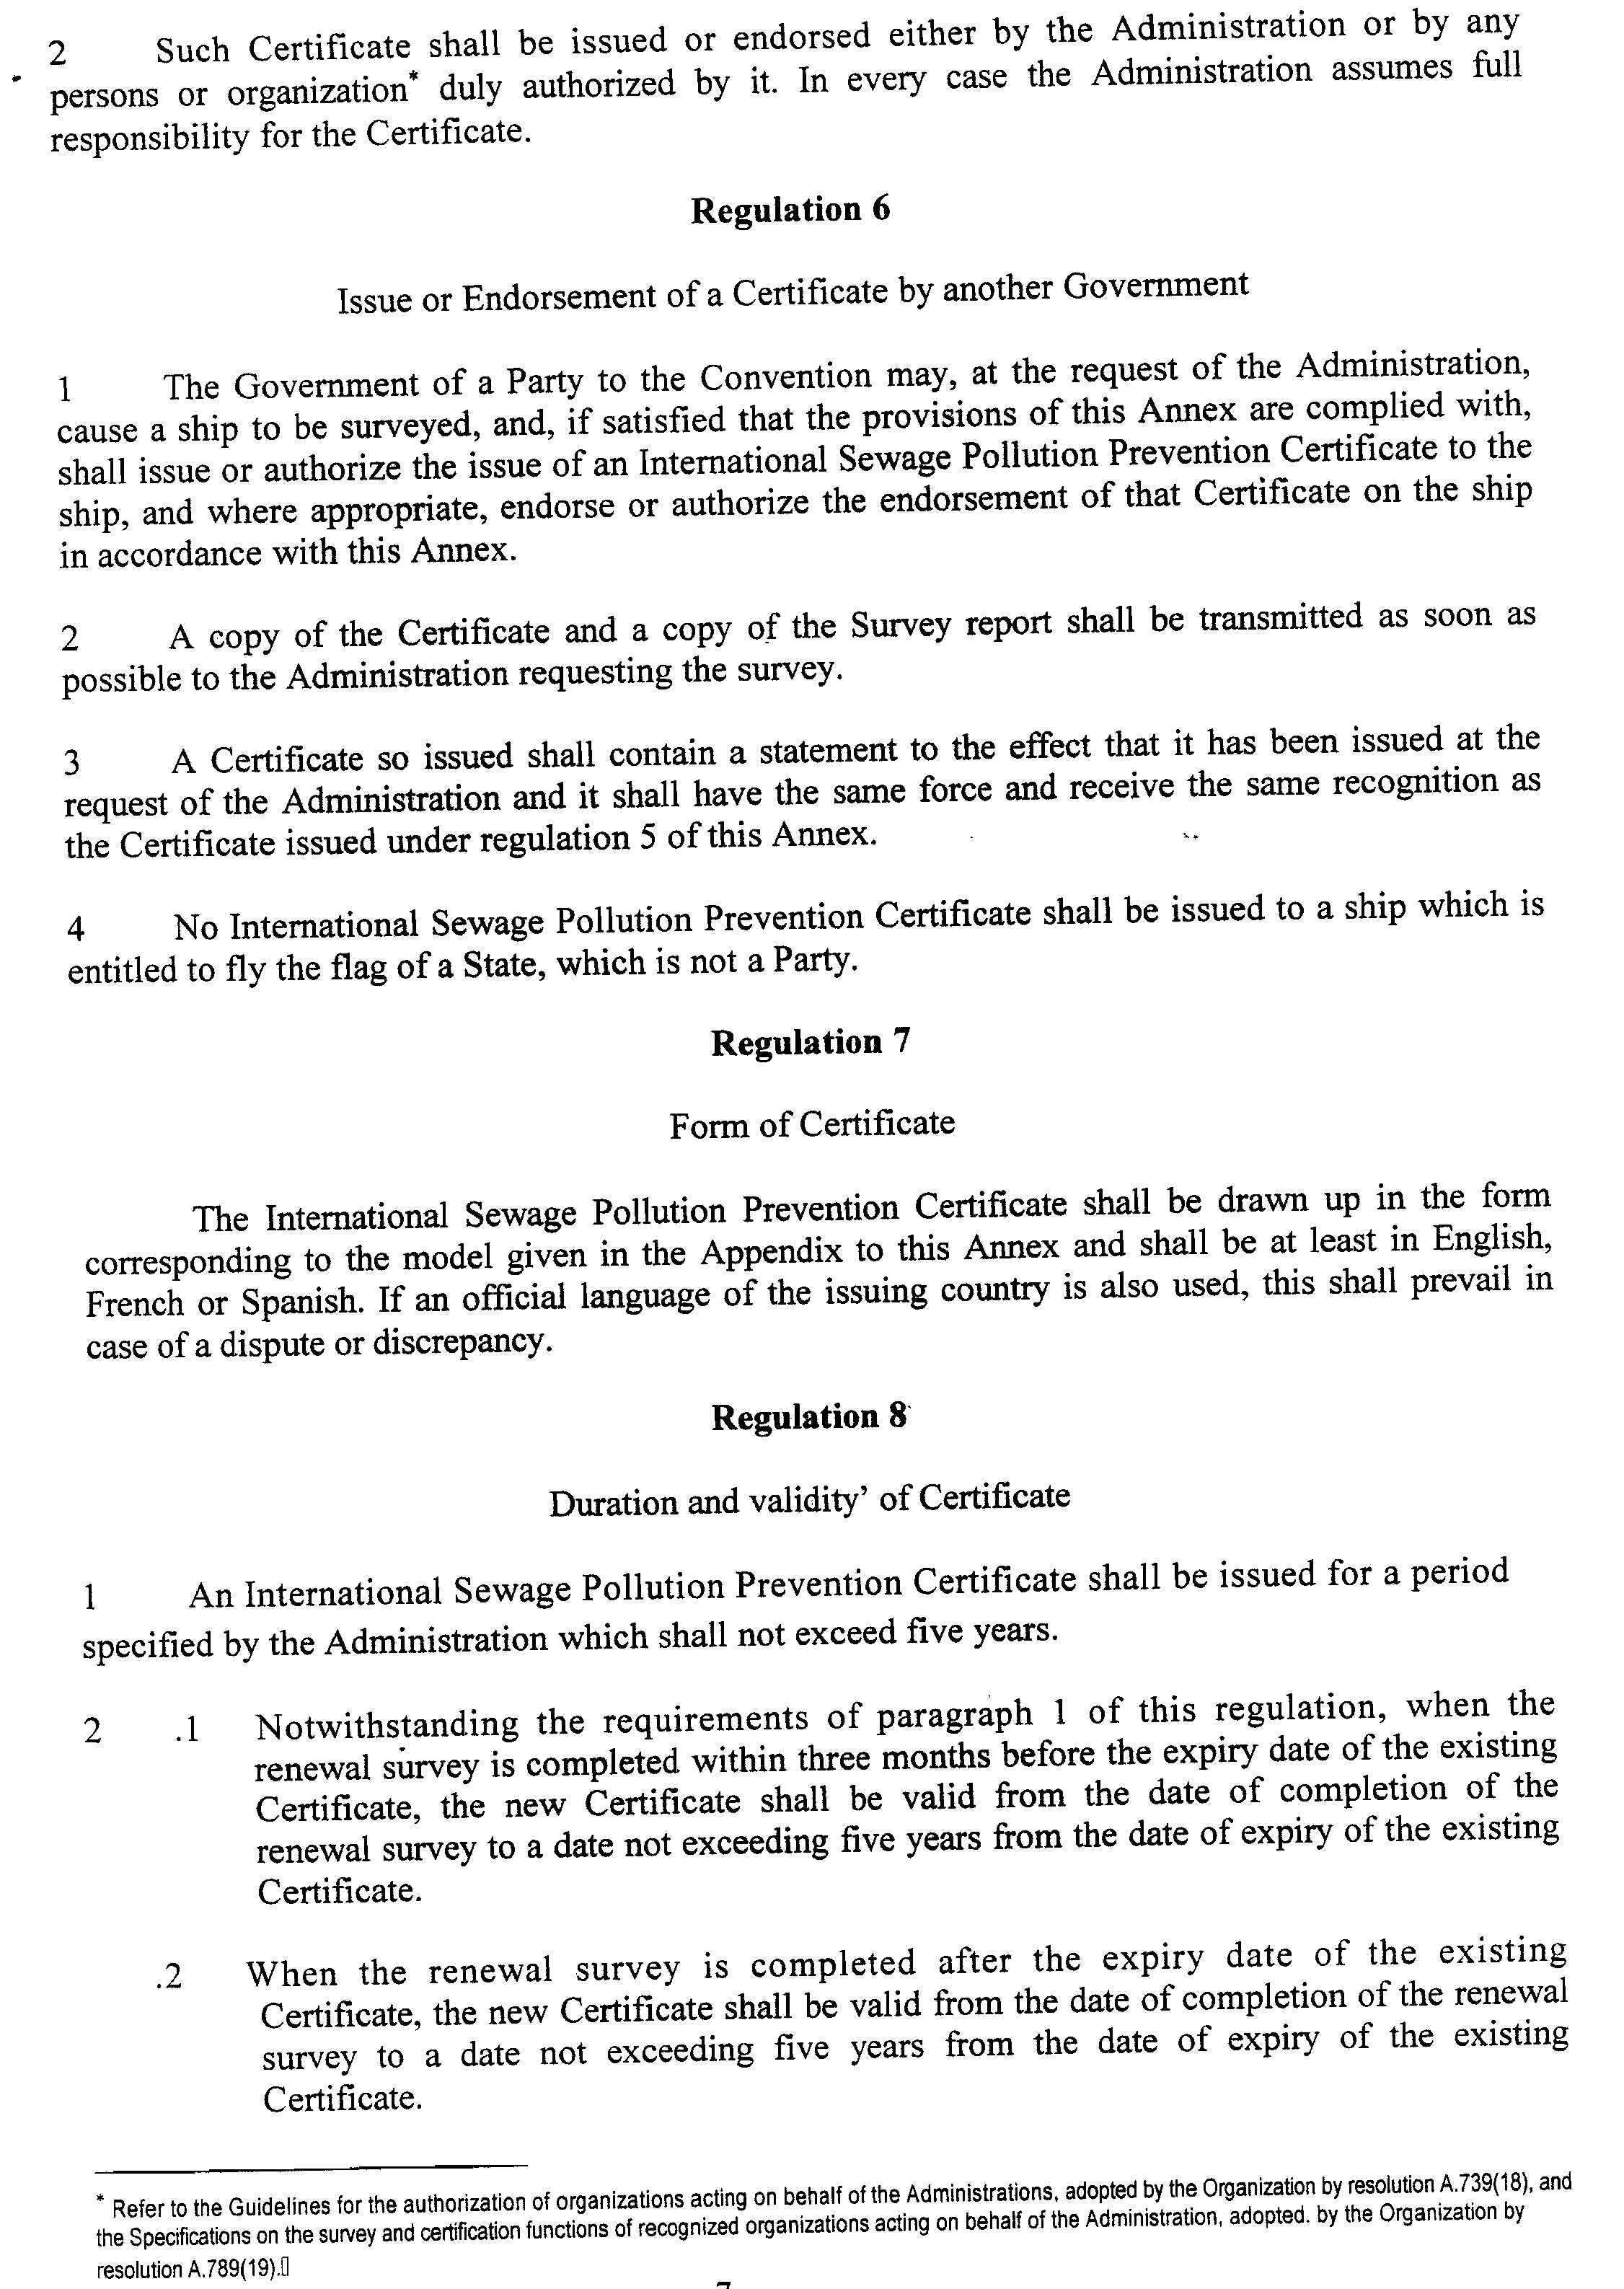 2 Such Certificate shall be issued or endorsed either by the Administration or by any
persons or organization* duly authorized by it. In every case the Administration assumes full
responsibility for the Certificate.
Regulation 6
Issue or Endorsement of a Certificate by another Government
1 The Government of a Party to the Convention may, at the request of the Administration,
cause a ship to be surveyed, and, if satisfied that the provisions of this Annex are complied with,
shall issue or authorize the issue of an International Sewage Pollution Prevention Certificate to the
ship, and where appropriate, endorse or authorize the endorsement of that Certificate on the ship
in accordance with this Annex.
2 A copy of the Certificate and a copy of the Survey report shall be transmitted as soon as
possible to the Administration requesting the survey.
3 A Certificate so issued shall contain a statement to the effect that it has been issued at the
request of the Administration and it shall have the same force and receive the same recognition as
the Certificate issued under regulation 5 of this Annex.
4 No International Sewage Pollution Prevention Certificate shall be issued to a ship which is
entitled to fly the flag of a State, which is not a Party.
Regulation 7
Form of Certificate
The International Sewage Pollution Prevention Certificate shall be drawn up in the form
corresponding to the model given in the Appendix to this Annex and shall be at least in English,
French or Spanish. If an official language of the issuing country is also used, this shall prevail in
case of a dispute or discrepancy.
Regulation 8
Duration and validity’ of Certificate
1 An International Sewage Pollution Prevention Certificate shall be issued for a period
specified by the Administration which shall not exceed five years.
2 .1 Notwithstanding the requirements of paragraph 1 of this regulation, when the
renewal survey is completed within three months before the expiry date of the existing
Certificate, the new Certificate shall be valid from the date of completion of the
renewal survey to a date not exceeding five years from the date of expiry of the existing
Certificate.
.2 When the renewal survey is completed after the expiry date of the existing
Certificate, the new Certificate shall be valid from the date of completion of the renewal
survey to a date not exceeding five years from the date of expiry of the existing
Certificate.
* Refer to the Guidelines for the authorization of organizations acting on behalf of the Administrations, adopted by the Organization by resolution A.739(18), and
the Specifications on the survey and certification functions of recognized organizations acting on behalf of the Administration, adopted. by the Organization by
resolution A.789(19).